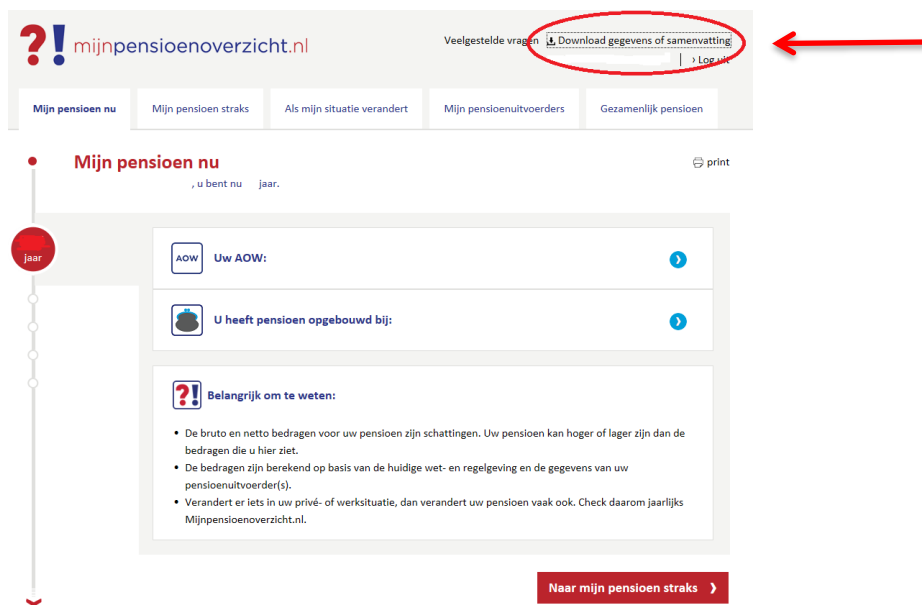 ?! mijnpensioenoverzicht.nl
Veelgestelde vragen Download gegevens of samenvatting
› Log uit
Mijn pensioen nu Mijn pensioen straks Als mijn situatie verandert Mijn pensioenuitvoerders Gezamenlijk pensioen
Mijn pensioen nu
print
, u bent nu jaar.
jaar
AOW Uw AOW:
U heeft pensioen opgebouwd bij:
?! Belangrijk om te weten:
• De bruto en netto bedragen voor uw pensioen zijn schattingen. Uw pensioen kan hoger of lager zijn dan de
bedragen die u hier ziet.
• De bedragen zijn berekend op basis van de huidige wet- en regelgeving en de gegevens van uw
pensioenuitvoerder(s).
• Verandert er iets in uw privé- of werksituatie, dan verandert uw pensioen vaak ook. Check daarom jaarlijks
Mijnpensioenoverzicht.nl.
Naar mijn pensioen straks